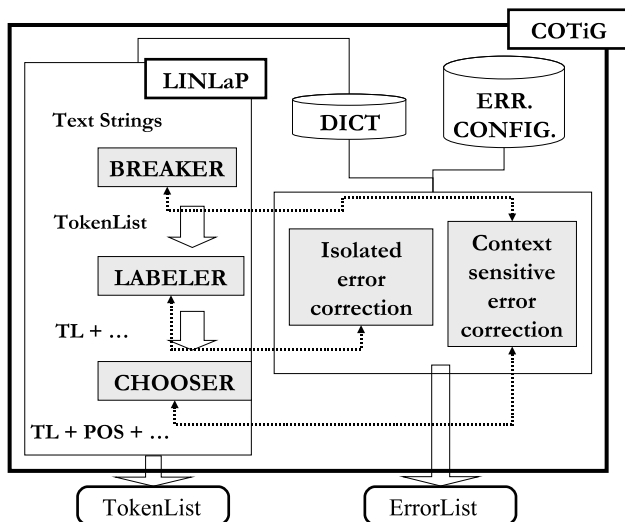 COTiG
LINLaP
Text Strings
BREAKER
TokenList
LABELER
TL + …
CHOOSER
TL + POS + …
DICT
ERR.
CONFIG.
Isolated
error
correction
Context
sensitive
error
correction
TokenList
ErrorList